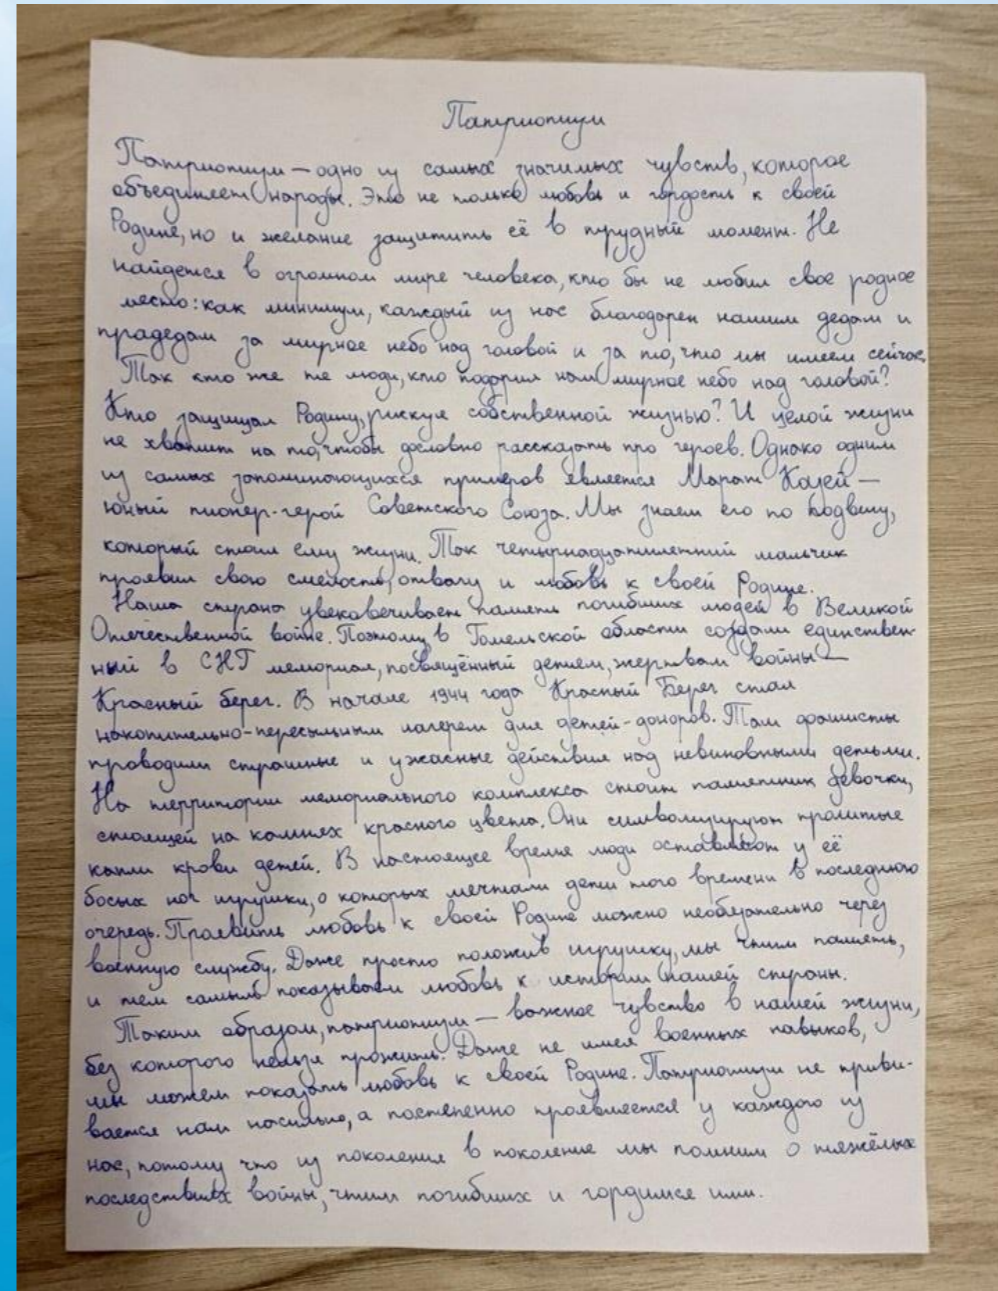 Патриотизм
Патриотизм — одно из самых значимых чувств, которое
объединяет народы. Это не только любовь и гордость к своей
Родине, но и желание защитить её в трудный момент. Не
найдется в огромном мире человека, кто бы не любил свое родное
место: как минимум, каждый из нас благодарен нашим дедам и
прадедам за мирное небо над головой и за то, что мы имеем сейчас.
Так кто же те люди, кто подарил нам мирное небо над головой?
Кто защищал Родину, рискуя собственной жизнью? И целой жизни
не хватит на то, чтобы дословно рассказать про героев. Однако одним
из самых запоминающихся примеров является Марат Казей —
юный пионер-герой Советского Союза. Мы знаем его по подвигу,
который стоил ему жизни. Так четырнадцатилетний мальчик
проявил свою смелость, отвагу и любовь к своей Родине.
Наша страна увековечивает память погибших людей в Великой
Отечественной войне. Поэтому в Гомельской области создали единствен-
ный в СНГ мемориал, посвящённый детям, жертвам войны —
Красный берег. В начале 1944 года Красный Берег стал
накопительно-пересыльным лагерем для детей-доноров. Там фашисты
проводили страшные и ужасные действия над невиновными детьми.
На территории мемориального комплекса стоит памятник девочки,
стоящей на камнях красного цвета. Они символизируют пролитые
капли крови детей. В настоящее время люди оставляют у её
босых ног игрушки, о которых мечтали дети того времени в последнюю
очередь. Проявить любовь к своей Родине можно необязательно через
военную службу. Даже просто положив игрушку, мы чтим память,
и тем самым показываем любовь к истории нашей страны.
Таким образом, патриотизм — важное чувство в нашей жизни,
без которого нельзя прожить. Даже не имея военных навыков,
мы можем показать любовь к своей Родине. Патриотизм не приви-
вается нам насильно, а постепенно проявляется у каждого из
нас, потому что из поколения в поколение мы помним о тяжёлых
последствиях войны, чтим погибших и гордимся ими.